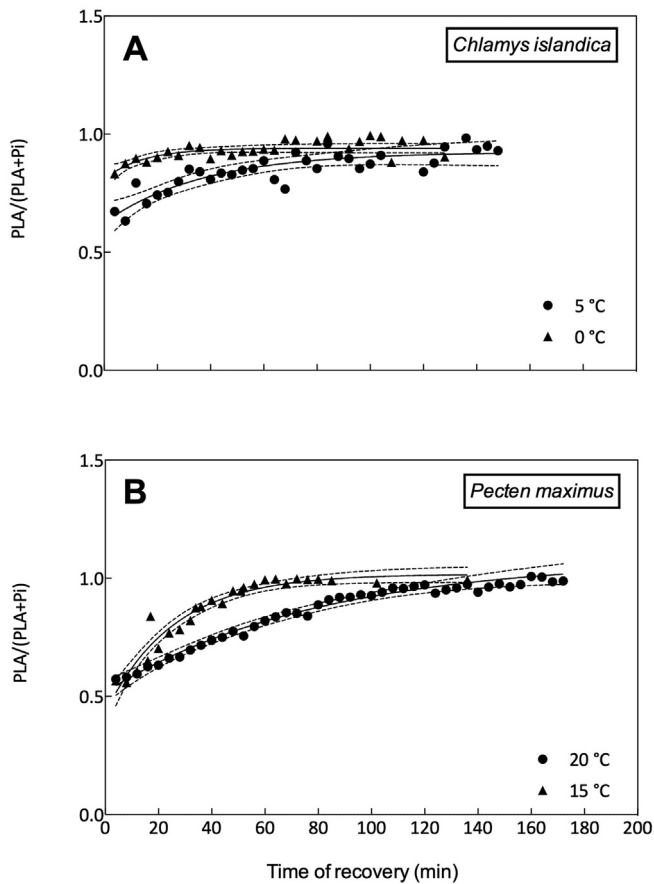 1.5
A
Chlamys islandica
1.0
PLA/(PLA+Pi)
0.5
5 °C
0 °C
0.0
1.5
B
Pecten maximus
1.0
PLA/(PLA+Pi)
0.5
20 °C
15 °C
0.0
0 20 40 60 80 100 120 140 160 180 200
Time of recovery (min)